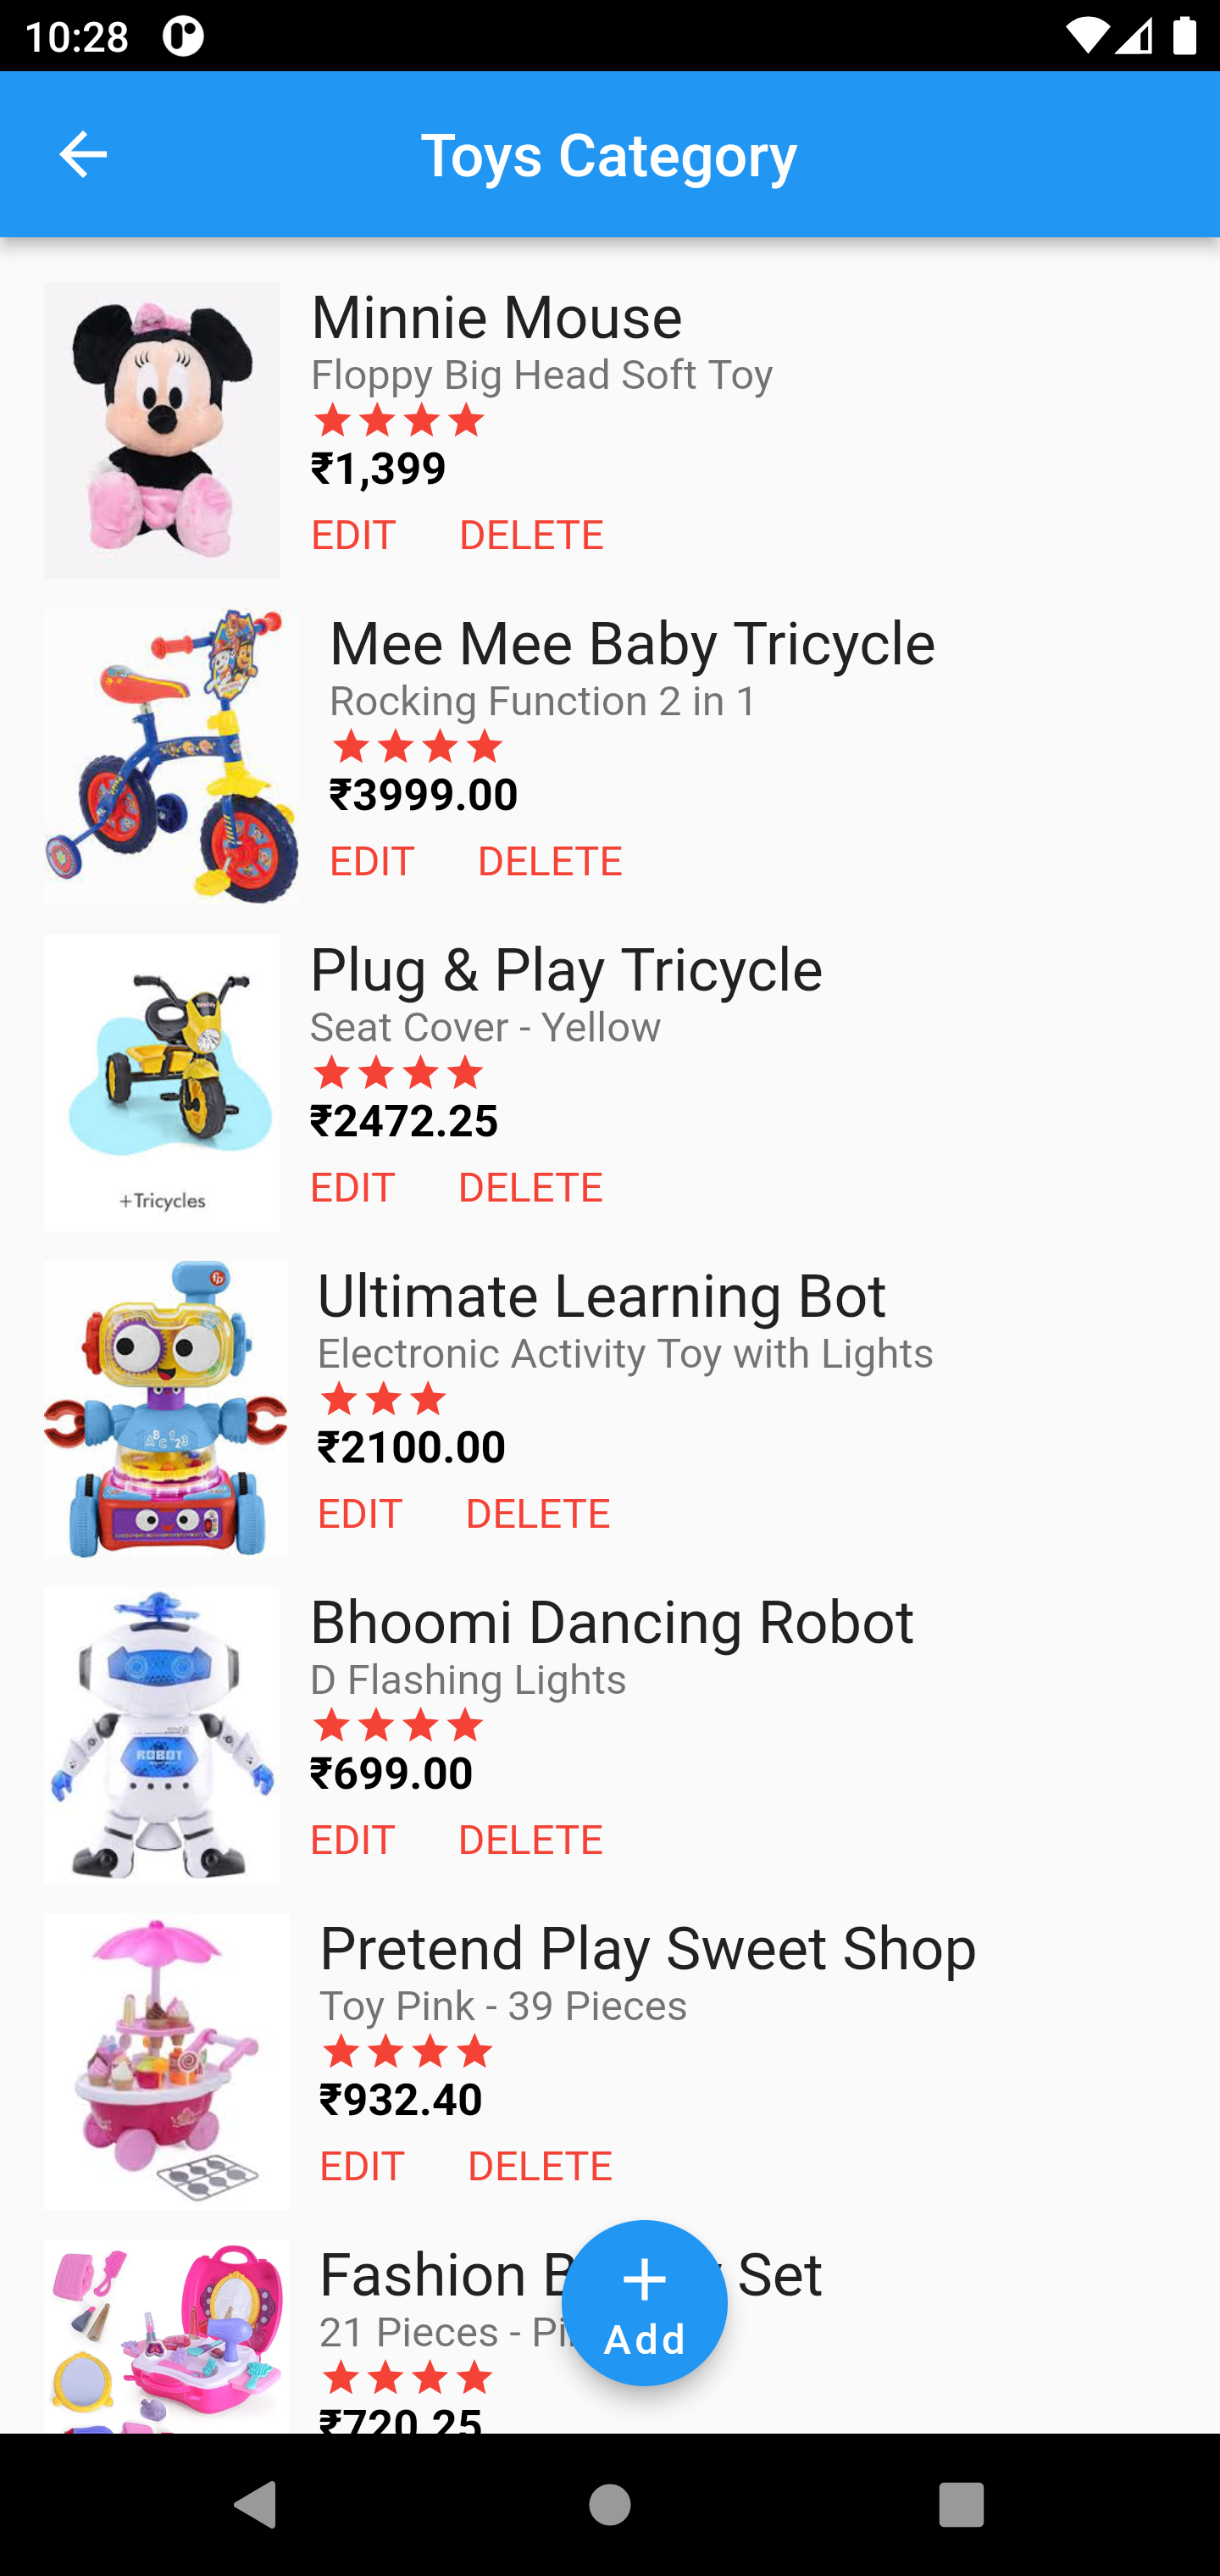 10:28
Toys Category
Minnie Mouse
Floppy Big Head Soft Toy
₹1,399
EDIT DELETE
Mee Mee Baby Tricycle
Rocking Function 2 in 1
₹3999.00
EDIT DELETE
Plug & Play Tricycle
Seat Cover - Yellow
₹2472.25
EDIT DELETE
+Tricycles
Ultimate Learning Bot
Electronic Activity Toy with Lights
₹2100.00
EDIT DELETE
Bhoomi Dancing Robot
D Flashing Lights
₹699.00
EDIT DELETE
ROBOT
Pretend Play Sweet Shop
Toy Pink - 39 Pieces
₹932.40
EDIT DELETE
Fashion Set
21 Pieces -
₹720.25
Add